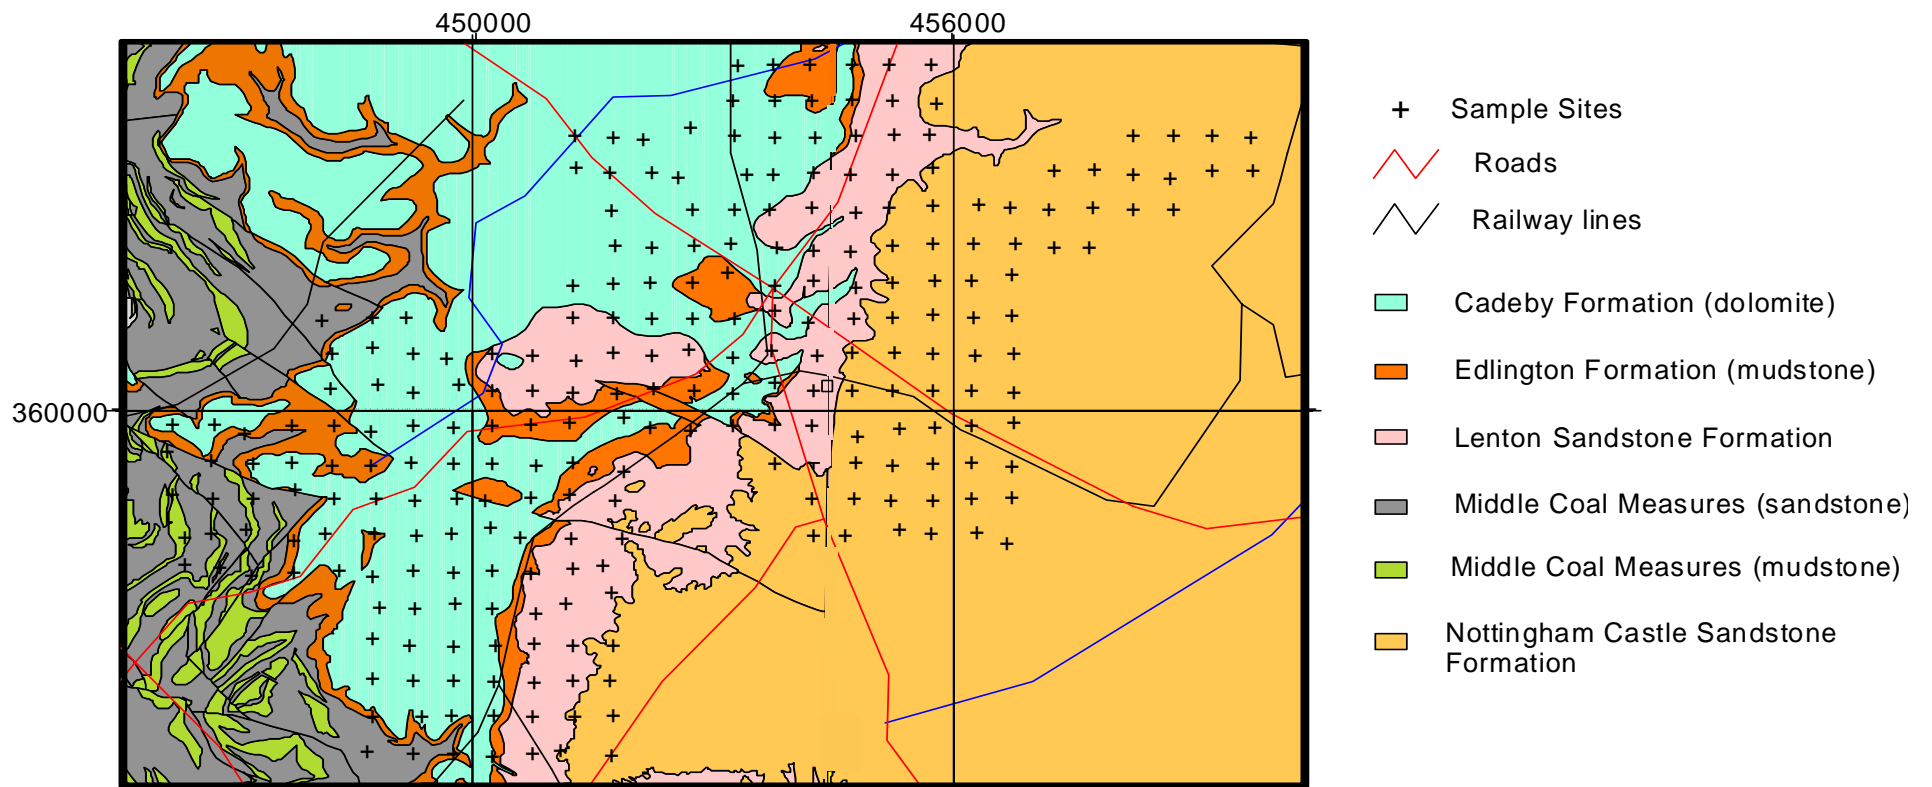 450000
456000
360000
Sample Sites
Roads
Railway lines
Cadeby Formation (dolomite)
Edlington Formation (mudstone)
Lenton Sandstone Formation
Middle Coal Measures (sandstone)
Middle Coal Measures (mudstone)
Nottingham Castle Sandstone
Formation